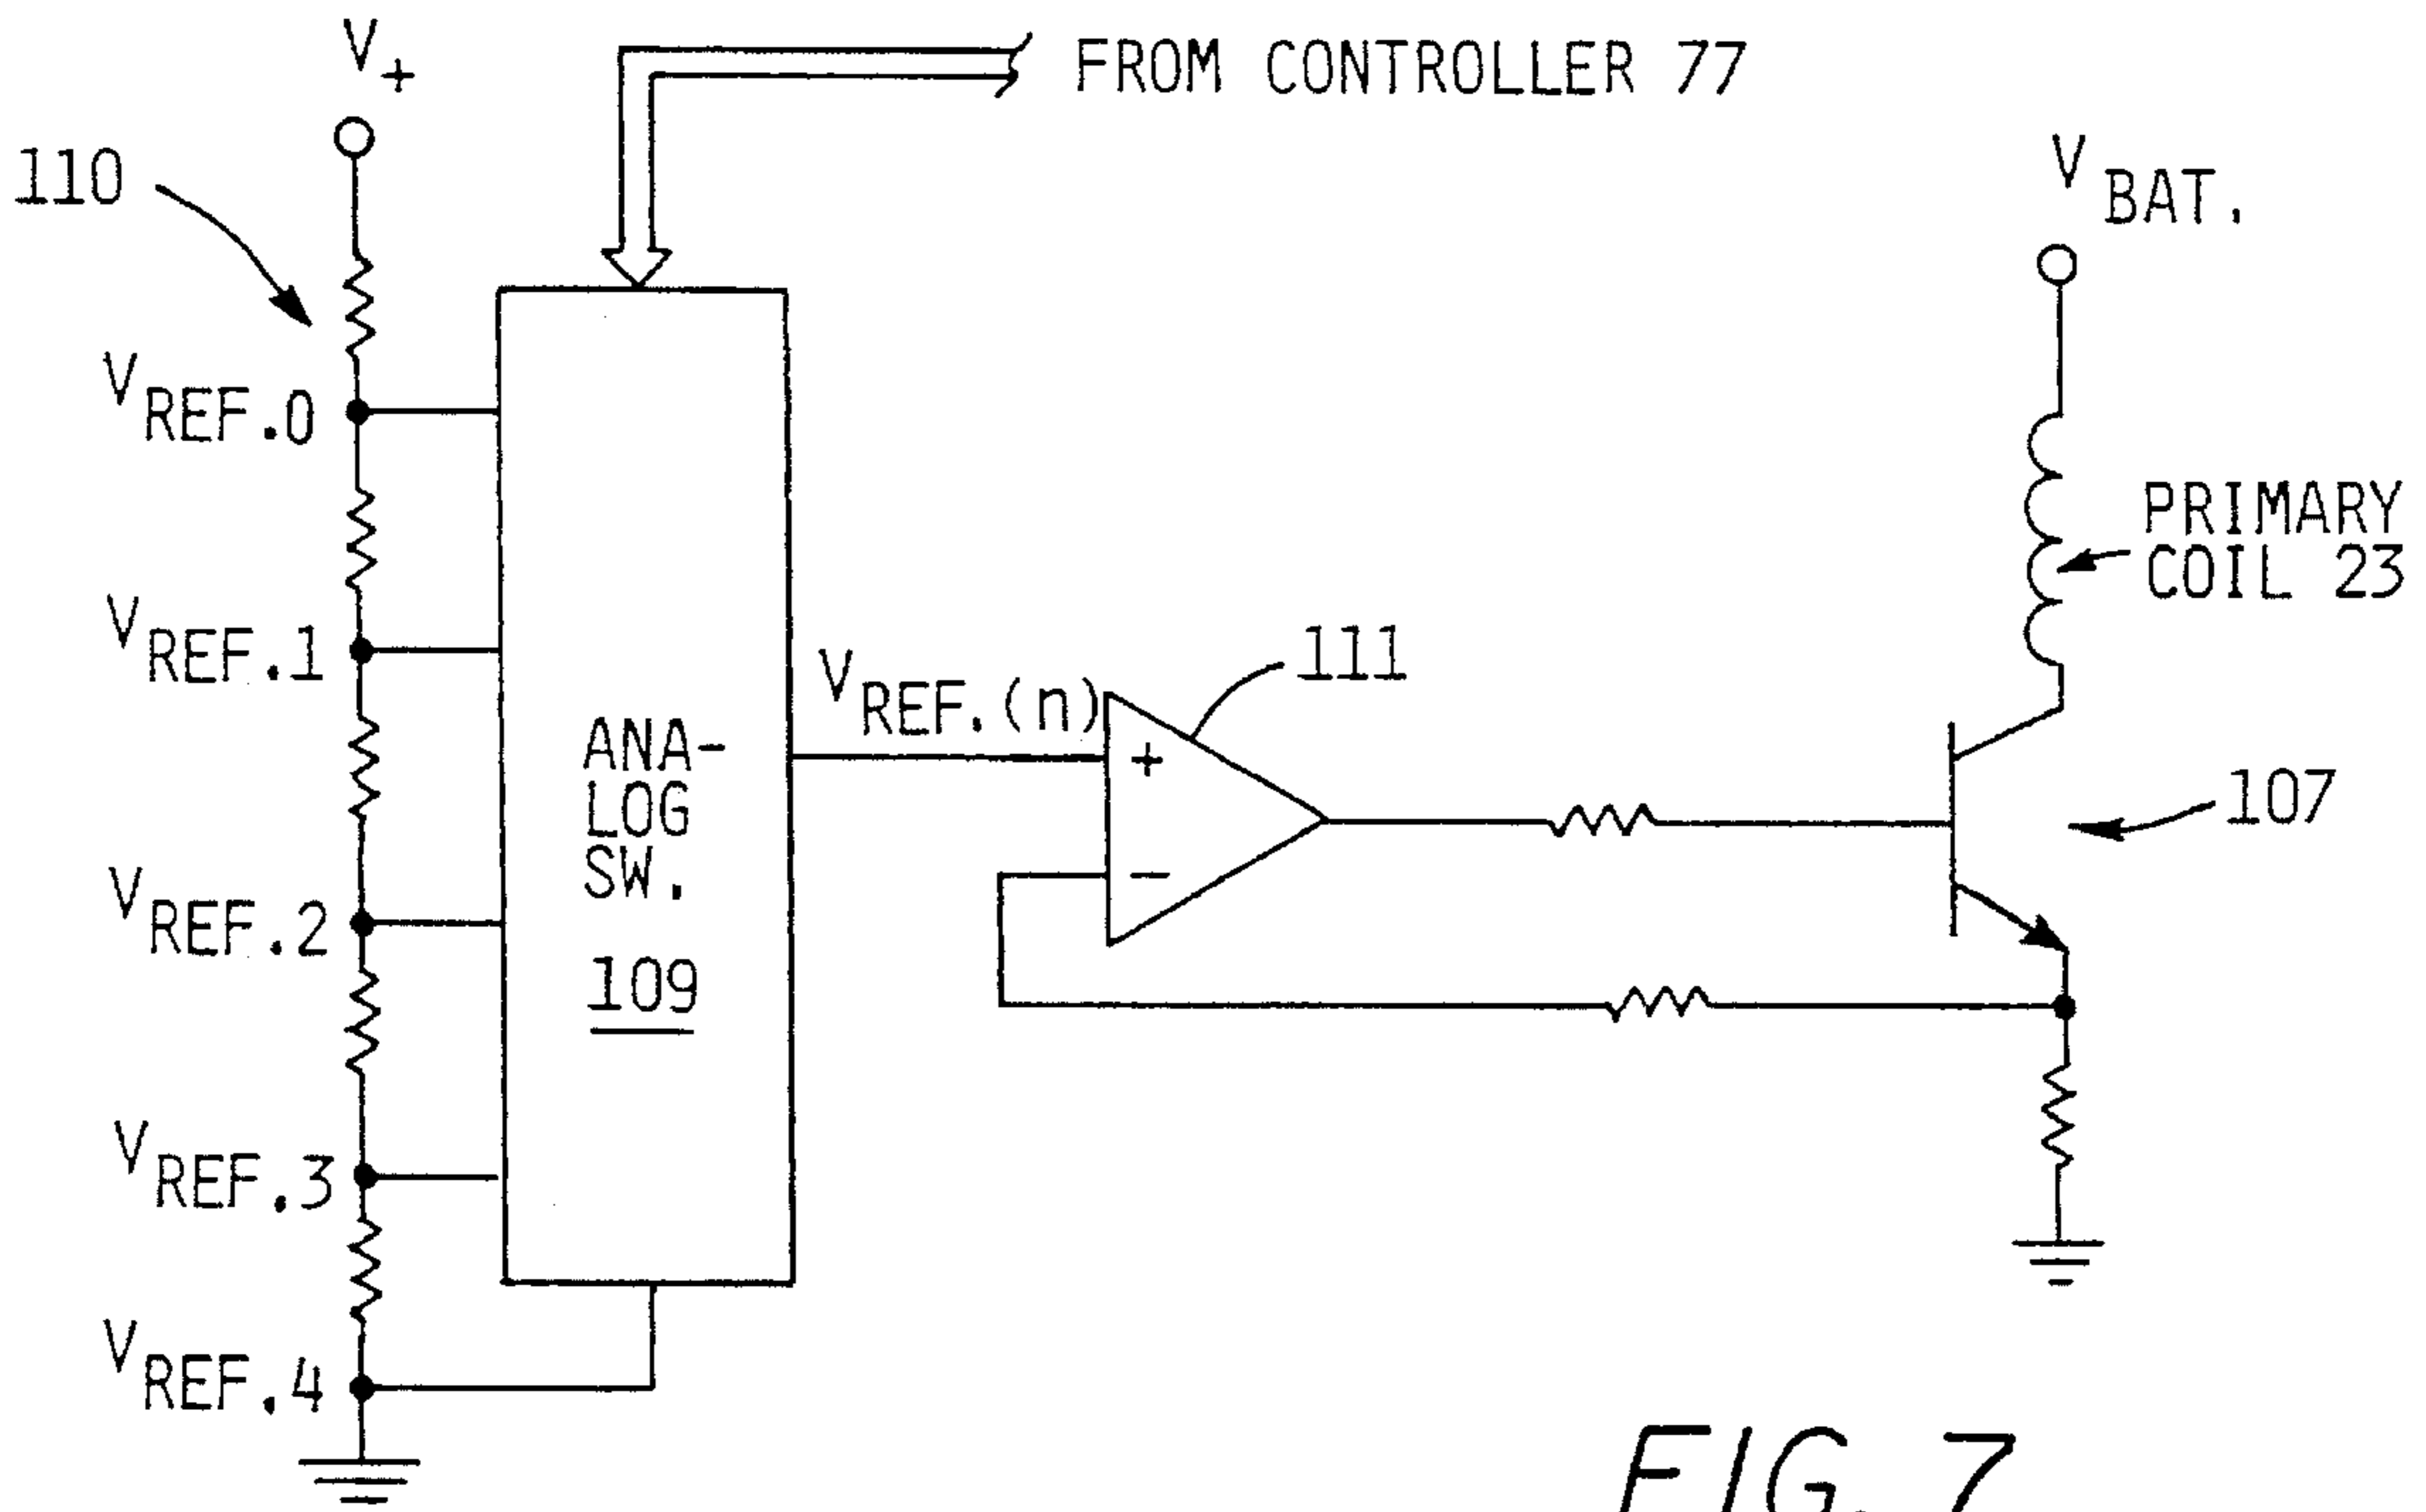 V+
FROM CONTROLLER 77
110
VBAT.
VREF.0
PRIMARY
COIL 23
VREF.1
111
VREF.(n)
+
ANA-
LOG
SW.
109
107
−
VREF.2
VREF.3
VREF.4
FIG. 7